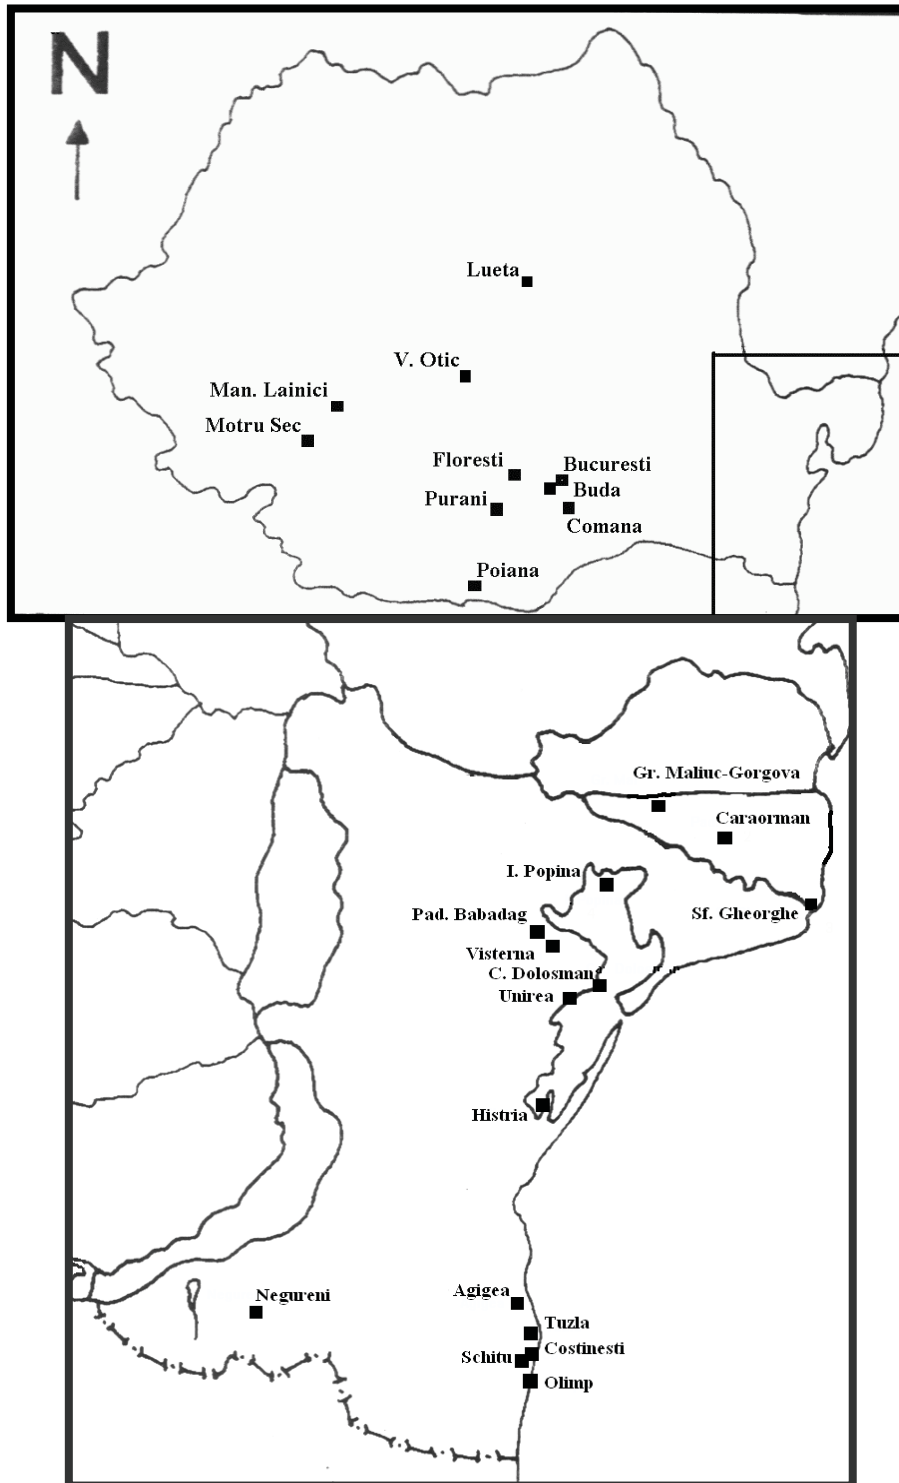 N
Lueta
V. Otic
Man. Lainici
Motru Sec
Floresti
Bucuresti
Purani
Buda
Comana
Poiana
Gr. Maliuc-Gorgova
Caraorman
I. Popina
Pad. Babadag
Sf. Gheorghe
Visterna
C. Dolosman
Unirea
Histria
Negureni
Agigea
Tuzla
Costinesti
Schitu
Olimp